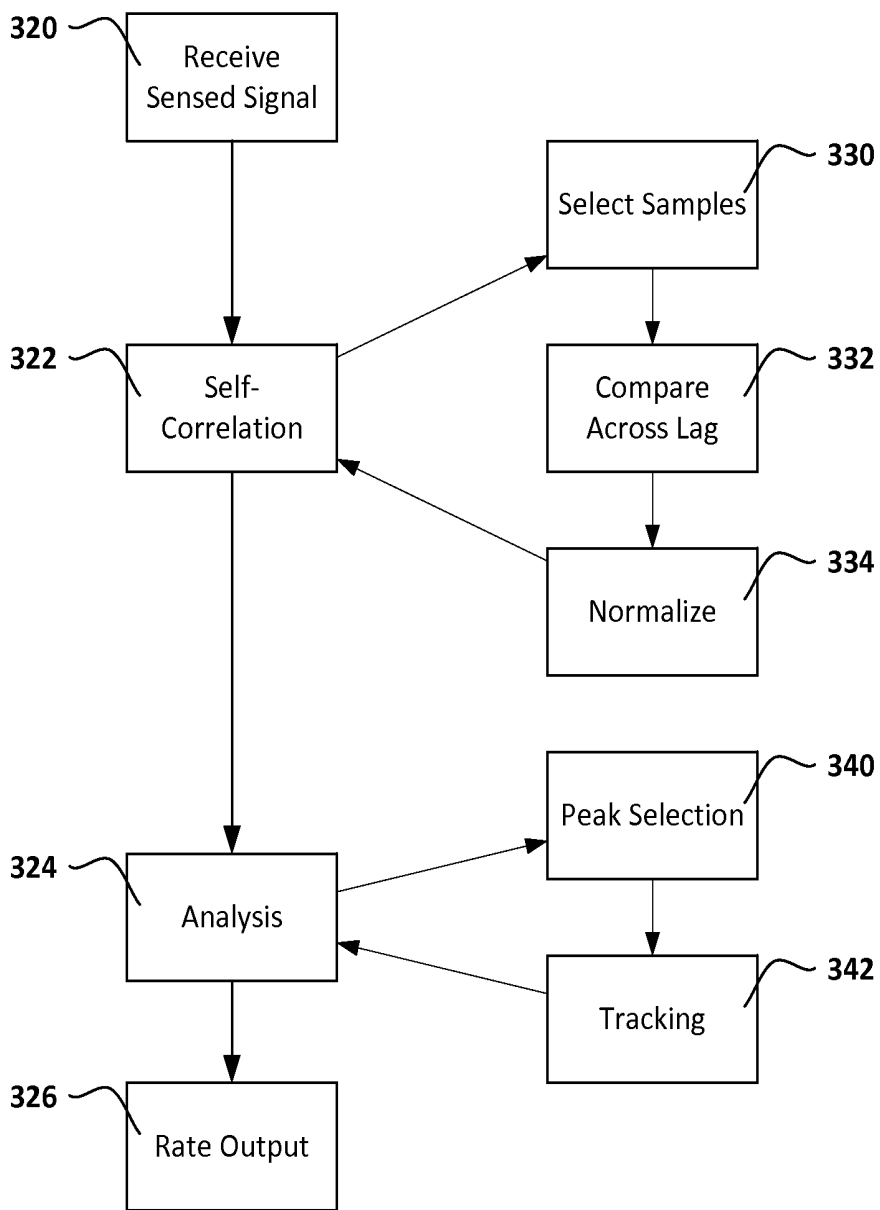 320
Receive
Sensed Signal
330
Select Samples
322
Self-
Correlation
332
Compare
Across Lag
334
Normalize
340
Peak Selection
324
Analysis
342
Tracking
326
Rate Output